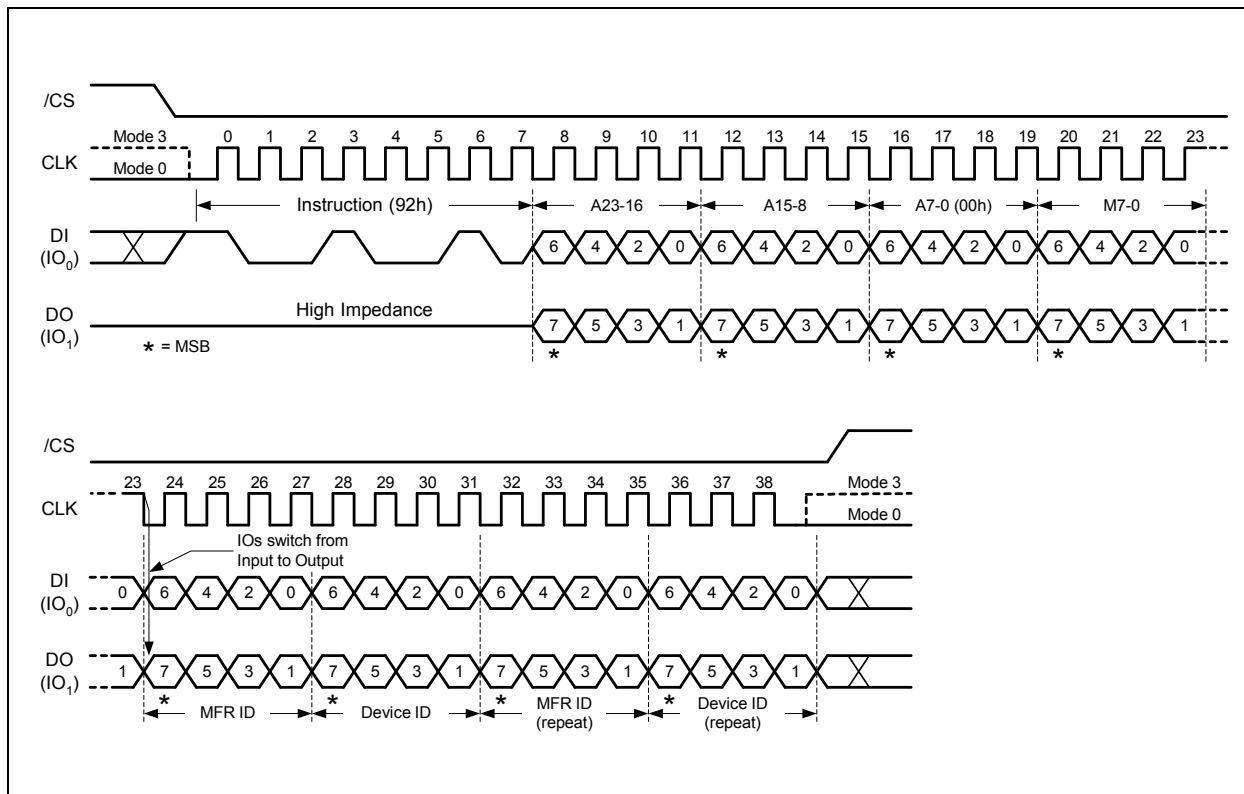 /CS
Mode 3 0 1 2 3 4 5 6 7 8 9 10 11 12 13 14 15 16 17 18 19 20 21 22 23
CLK Mode 0
Instruction (92h) A23-16 A15-8 A7-0 (00h) M7-0
DI
(IO0) 6 4 2 0 6 4 2 0 6 4 2 0 6 4 2 0
High Impedance
DO
(IO1) 7 5 3 1 7 5 3 1 7 5 3 1 7 5 3 1
* = MSB * * * *
/CS
23 24 25 26 27 28 29 30 31 32 33 34 35 36 37 38 Mode 3
CLK Mode 0
IOs switch from
Input to Output
DI
(IO0) 0 6 4 2 0 6 4 2 0 6 4 2 0 6 4 2 0
DO
(IO1) 1 7 5 3 1 7 5 3 1 7 5 3 1 7 5 3 1
* * * *
MFR ID Device ID MFR ID
(repeat) Device ID
(repeat)